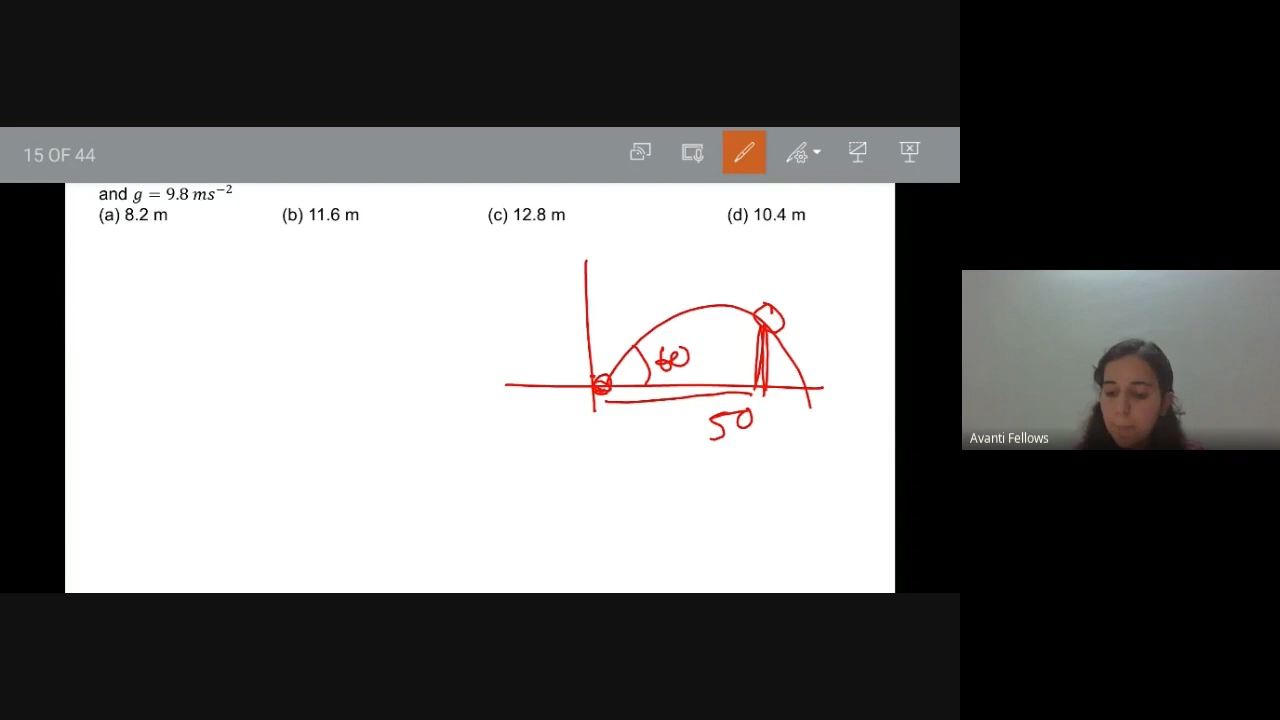 15 OF 44
and g = 9.8 ms⁻²
(a) 8.2 m (b) 11.6 m (c) 12.8 m (d) 10.4 m
60
50
Avanti Fellows